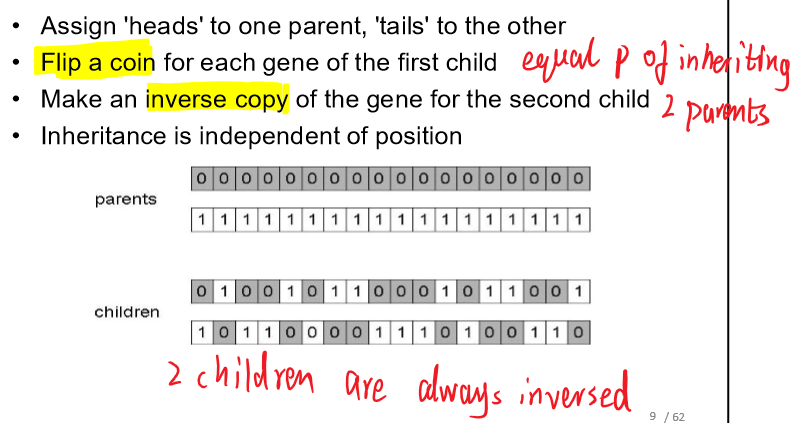 • Assign 'heads' to one parent, 'tails' to the other
• Flip a coin for each gene of the first child equal p of inheriting
• Make an inverse copy of the gene for the second child 2 parents
• Inheritance is independent of position
0 0 0 0 0 0 0 0 0 0 0 0 0 0 0 0 0 0
parents
1 1 1 1 1 1 1 1 1 1 1 1 1 1 1 1 1 1
0 1 0 0 1 0 1 1 0 0 0 1 0 1 1 0 0 1
children
1 0 1 1 0 0 0 0 1 1 1 0 1 0 0 1 1 0
2 children are always inversed
9 / 62